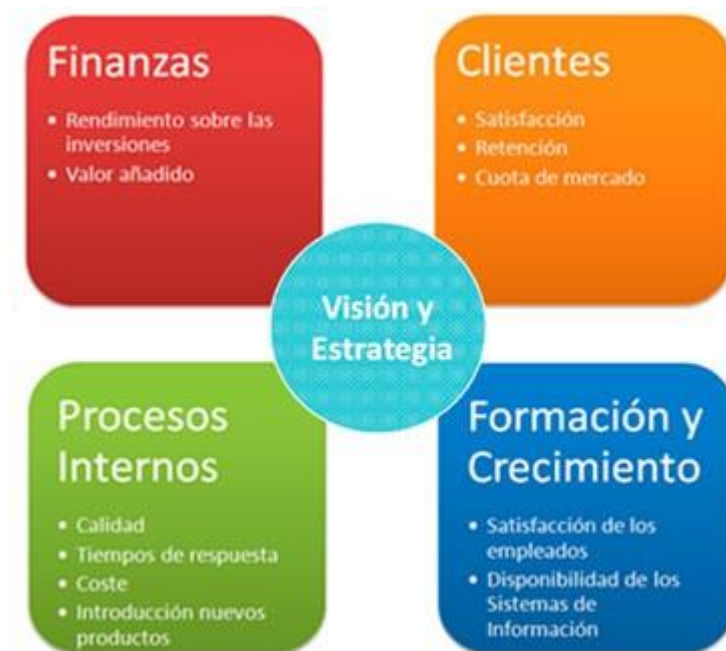 Finanzas
• Rendimiento sobre las
inversiones
• Valor añadido
Clientes
• Satisfacción
• Retención
• Cuota de mercado
Visión y
Estrategia
Procesos
Internos
• Calidad
• Tiempos de respuesta
• Coste
• Introducción nuevos
productos
Formación y
Crecimiento
• Satisfacción de los
empleados
• Disponibilidad de los
Sistemas de
Información